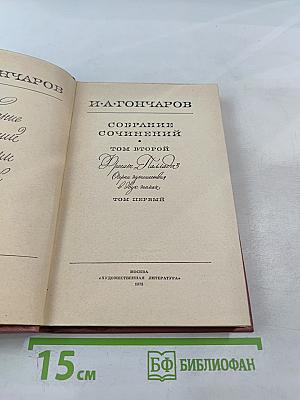 НЧАРОВ
И·А·ГОНЧАРОВ
СОБРАНИЕ
СОЧИНЕНИЙ
ТОМ ВТОРОЙ
Фрегат „Паллада“
Очерки путешествия
в двух томах
ТОМ ПЕРВЫЙ
МОСКВА
«ХУДОЖЕСТВЕННАЯ ЛИТЕРАТУРА»
15 см
БФ БИБЛИОФАН